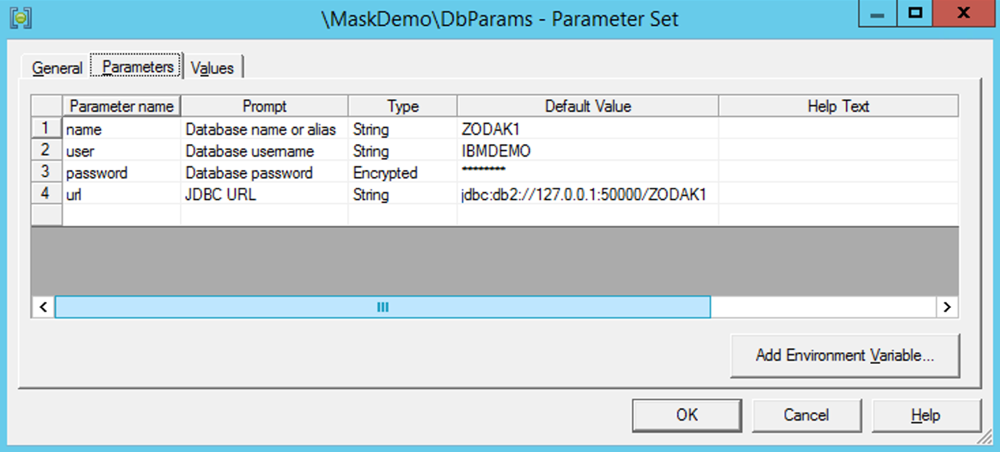 \MaskDemo\DbParams - Parameter Set
General Parameters Values
Parameter name Prompt Type Default Value Help Text
1 name Database name or alias String ZODAK1
2 user Database username String IBMDEMO
3 password Database password Encrypted ********
4 url JDBC URL String jdbc:db2://127.0.0.1:50000/ZODAK1
Add Environment Variable...
OK Cancel Help